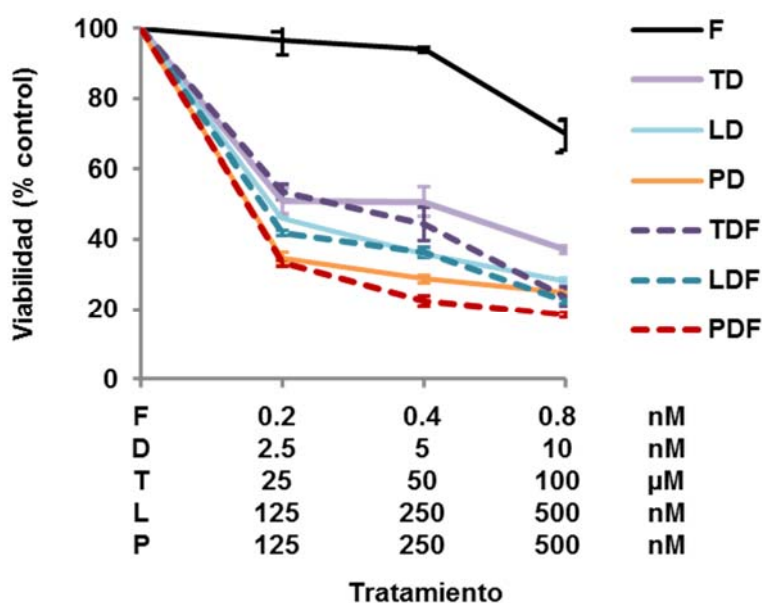 Viabilidad (% control)
100
80
60
40
20
0
F
TD
LD
PD
TDF
LDF
PDF
F 0.2 0.4 0.8 nM
D 2.5 5 10 nM
T 25 50 100 µM
L 125 250 500 nM
P 125 250 500 nM
Tratamiento